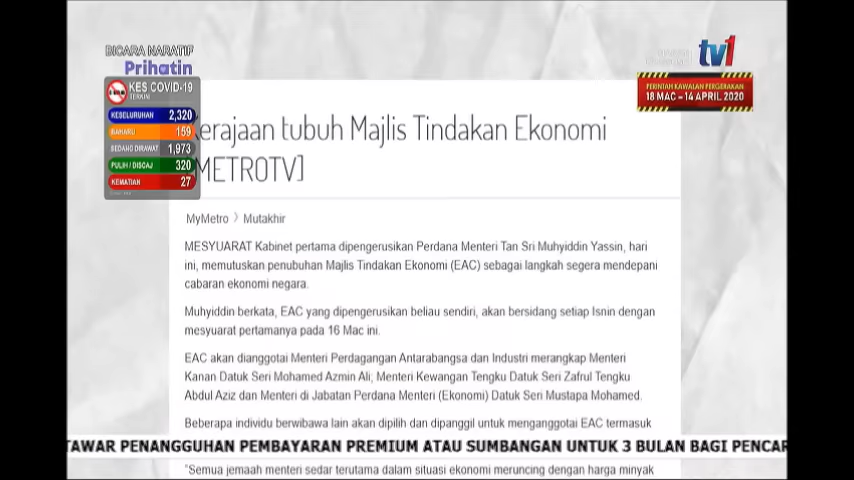 BICARA NARATIF
Prihatin
KES COVID-19
TERKINI
KESELURUHAN 2,320
BAHARU 159
SEDANG DIRAWAT 1,973
PULIH / DISCAJ 320
KEMATIAN 27
tv1
PERINTAH KAWALAN PERGERAKAN
18 MAC – 14 APRIL 2020
erajaan tubuh Majlis Tindakan Ekonomi
METROTV]
MyMetro 〉 Mutakhir
MESYUARAT Kabinet pertama dipengerusikan Perdana Menteri Tan Sri Muhyiddin Yassin, hari
ini, memutuskan penubuhan Majlis Tindakan Ekonomi (EAC) sebagai langkah segera mendepani
cabaran ekonomi negara.
Muhyiddin berkata, EAC yang dipengerusikan beliau sendiri, akan bersidang setiap Isnin dengan
mesyuarat pertamanya pada 16 Mac ini.
EAC akan dianggotai Menteri Perdagangan Antarabangsa dan Industri merangkap Menteri
Kanan Datuk Seri Mohamed Azmin Ali; Menteri Kewangan Tengku Datuk Seri Zafrul Tengku
Abdul Aziz dan Menteri di Jabatan Perdana Menteri (Ekonomi) Datuk Seri Mustapa Mohamed.
Beberapa individu berwibawa lain akan dipilih dan dipanggil untuk menganggotai EAC termasuk
TAWAR PENANGGUHAN PEMBAYARAN PREMIUM ATAU SUMBANGAN UNTUK 3 BULAN BAGI PENCAR
"Semua jemaah menteri sedar terutama dalam situasi ekonomi meruncing dengan harga minyak